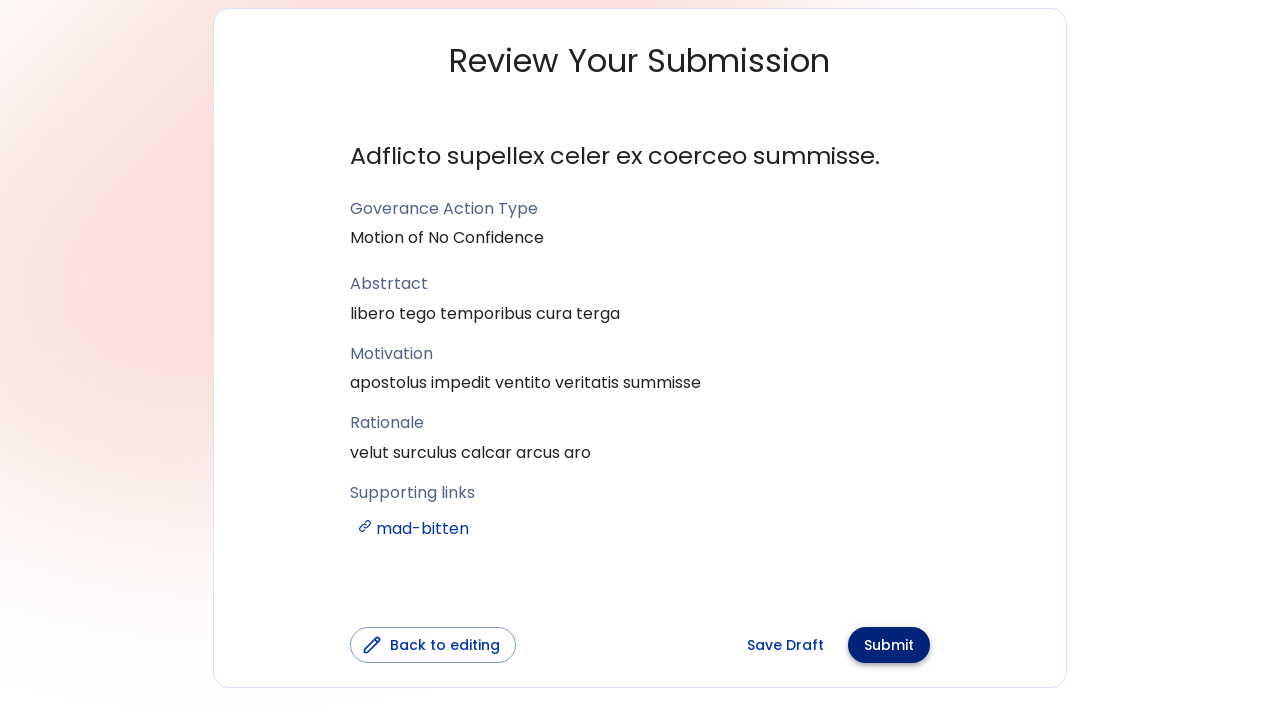 Review Your Submission
Adflicto supellex celer ex coerceo summisse.
Goverance Action Type
Motion of No Confidence
Abstrtact
libero tego temporibus cura terga
Motivation
apostolus impedit ventito veritatis summisse
Rationale
velut surculus calcar arcus aro
Supporting links
mad-bitten
Back to editing
Save Draft
Submit